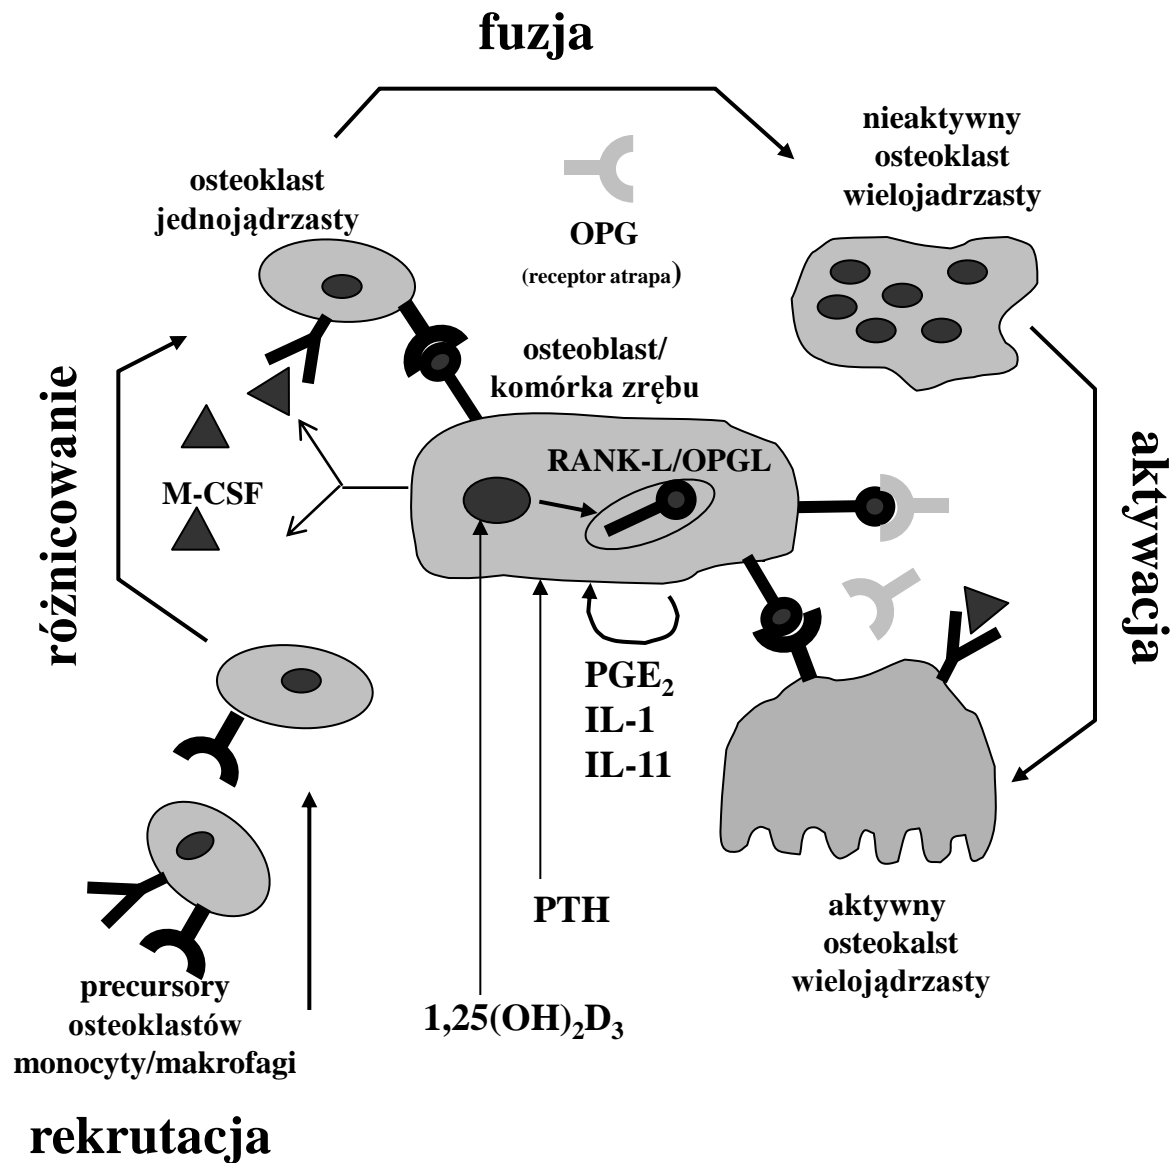 fuzja
nieaktywny
osteoklast
wielojadrzasty
osteoklast
jednojądrzasty
OPG
(receptor atrapa)
osteoblast/
komórka zrębu
RANK-L/OPGL
M-CSF
różnicowanie
aktywacja
PGE₂
IL-1
IL-11
PTH
1,25(OH)₂D₃
aktywny
osteokalst
wielojądrzasty
precursory
osteoklastów
monocyty/makrofagi
rekrutacja